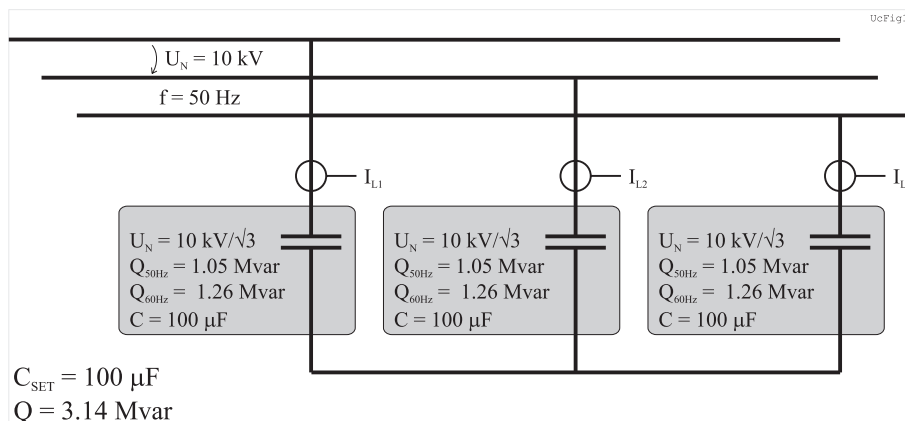 UcFig
U_N = 10 kV
f = 50 Hz
I_L1
I_L2
I_L
U_N = 10 kV/√3
Q_50Hz = 1.05 Mvar
Q_60Hz = 1.26 Mvar
C = 100 µF
U_N = 10 kV/√3
Q_50Hz = 1.05 Mvar
Q_60Hz = 1.26 Mvar
C = 100 µF
U_N = 10 kV/√3
Q_50Hz = 1.05 Mvar
Q_60Hz = 1.26 Mvar
C = 100 µF
C_SET = 100 µF
Q = 3.14 Mvar